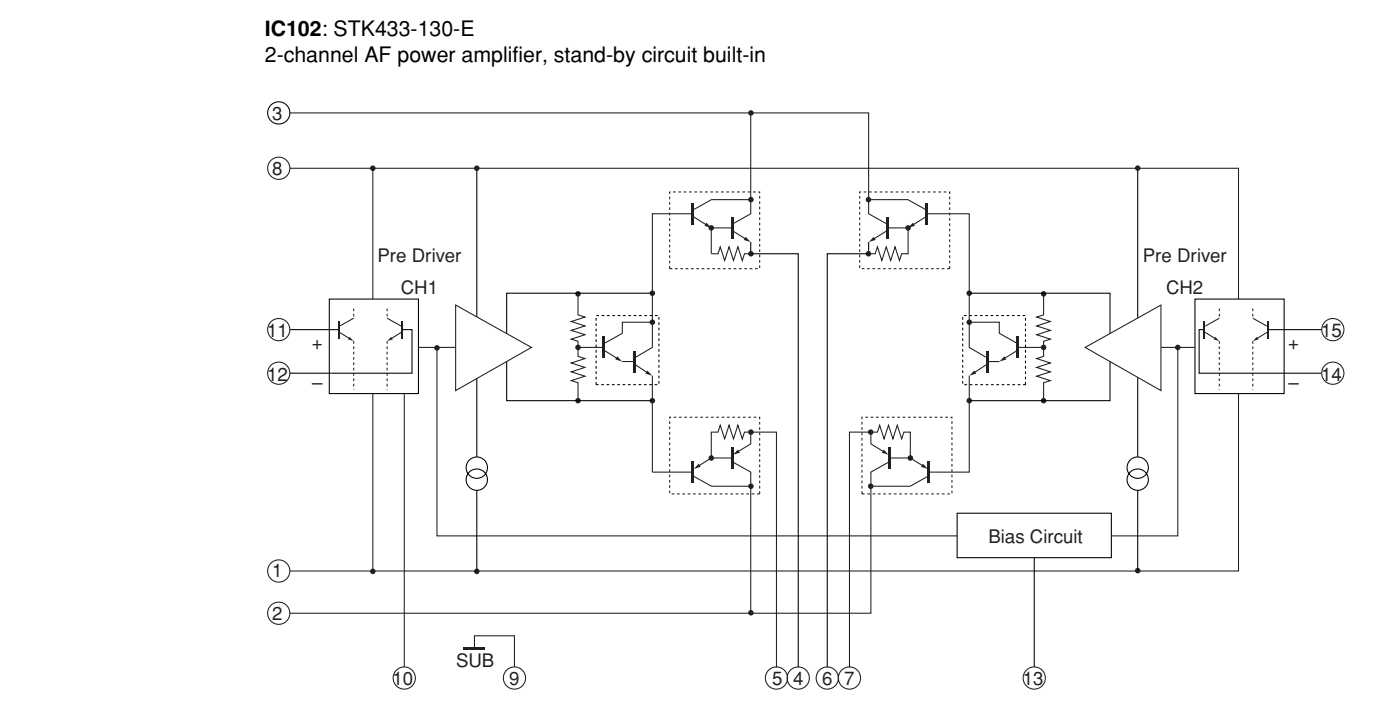 IC102: STK433-130-E
2-channel AF power amplifier, stand-by circuit built-in
3
8
Pre Driver
CH1
Pre Driver
CH2
11
+
12
–
15
+
14
–
Bias Circuit
1
2
SUB
10
9
5 4 6 7
13